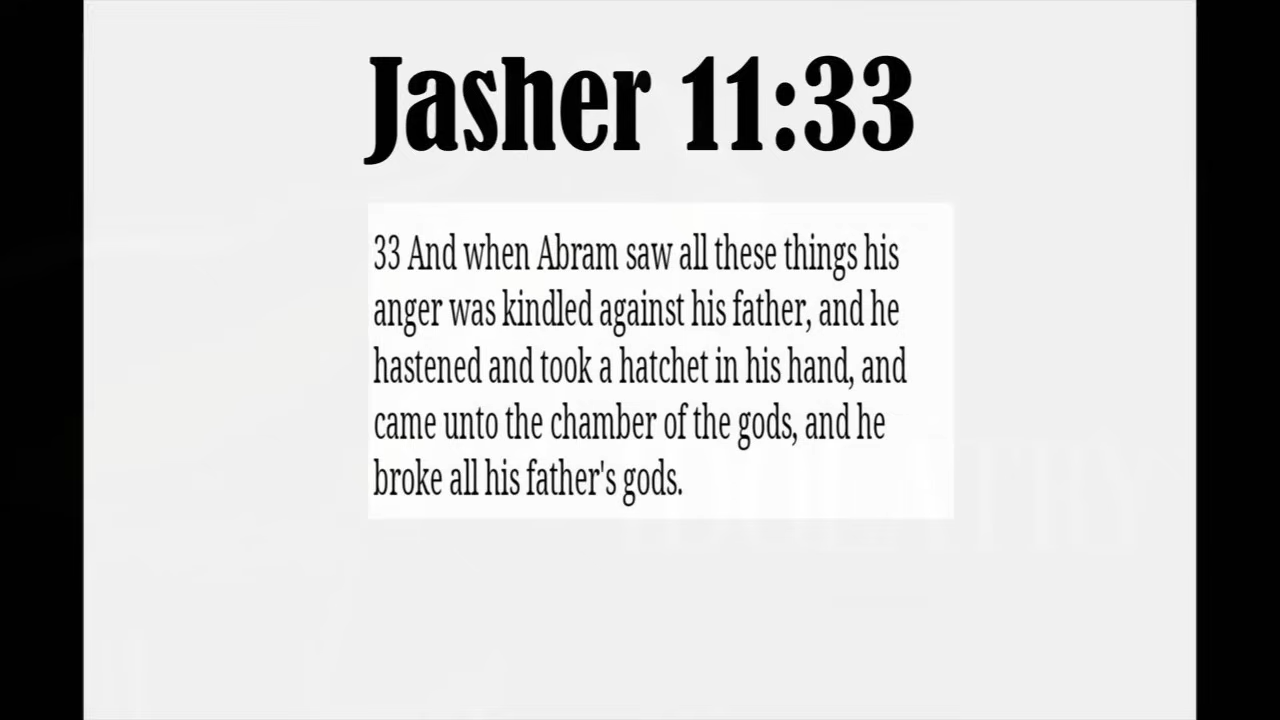 Jasher 11:33
33 And when Abram saw all these things his
anger was kindled against his father, and he
hastened and took a hatchet in his hand, and
came unto the chamber of the gods, and he
broke all his father's gods.
IDOLATRY